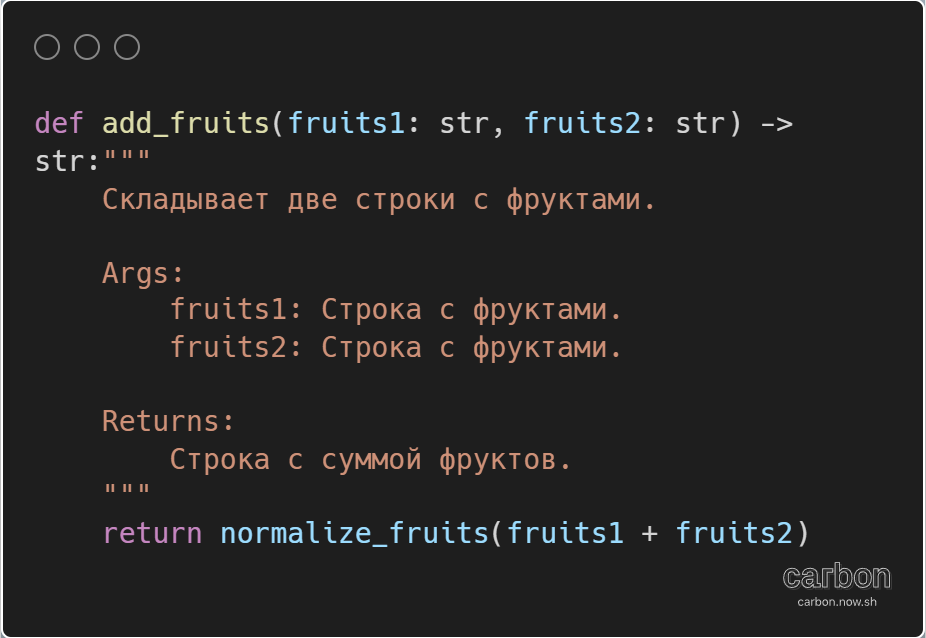 def add_fruits(fruits1: str, fruits2: str) ->
str:"""
    Складывает две строки с фруктами.

    Args:
        fruits1: Строка с фруктами.
        fruits2: Строка с фруктами.

    Returns:
        Строка с суммой фруктов.
    """
    return normalize_fruits(fruits1 + fruits2)
carbon
carbon.now.sh